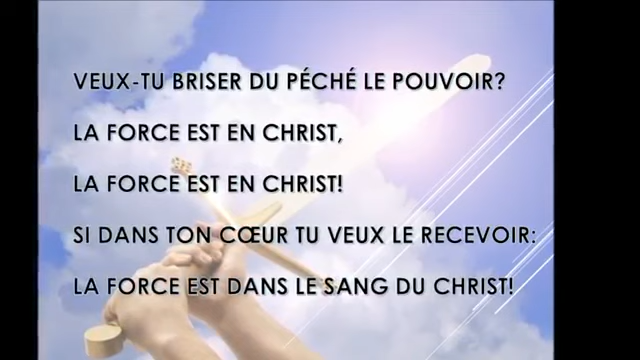 VEUX-TU BRISER DU PÉCHÉ LE POUVOIR?
LA FORCE EST EN CHRIST,
LA FORCE EST EN CHRIST!
SI DANS TON CŒUR TU VEUX LE RECEVOIR:
LA FORCE EST DANS LE SANG DU CHRIST!